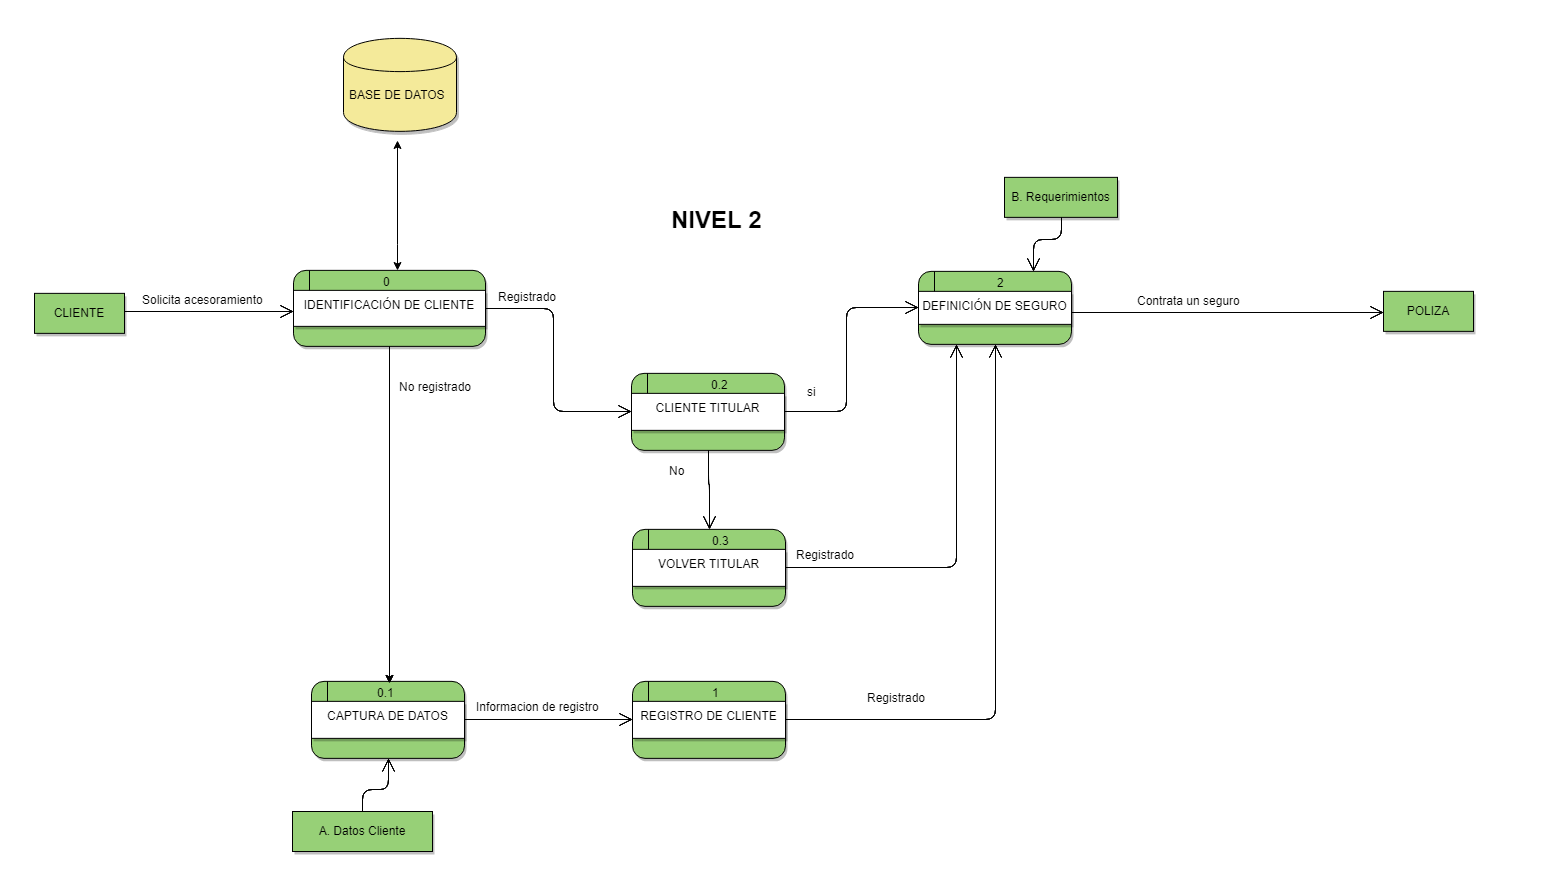 BASE DE DATOS
NIVEL 2
B. Requerimientos
CLIENTE
Solicita acesoramiento
0
IDENTIFICACIÓN DE CLIENTE
Registrado
2
DEFINICIÓN DE SEGURO
Contrata un seguro
POLIZA
No registrado
0.2
CLIENTE TITULAR
si
No
0.3
VOLVER TITULAR
Registrado
0.1
CAPTURA DE DATOS
Informacion de registro
1
REGISTRO DE CLIENTE
Registrado
A. Datos Cliente